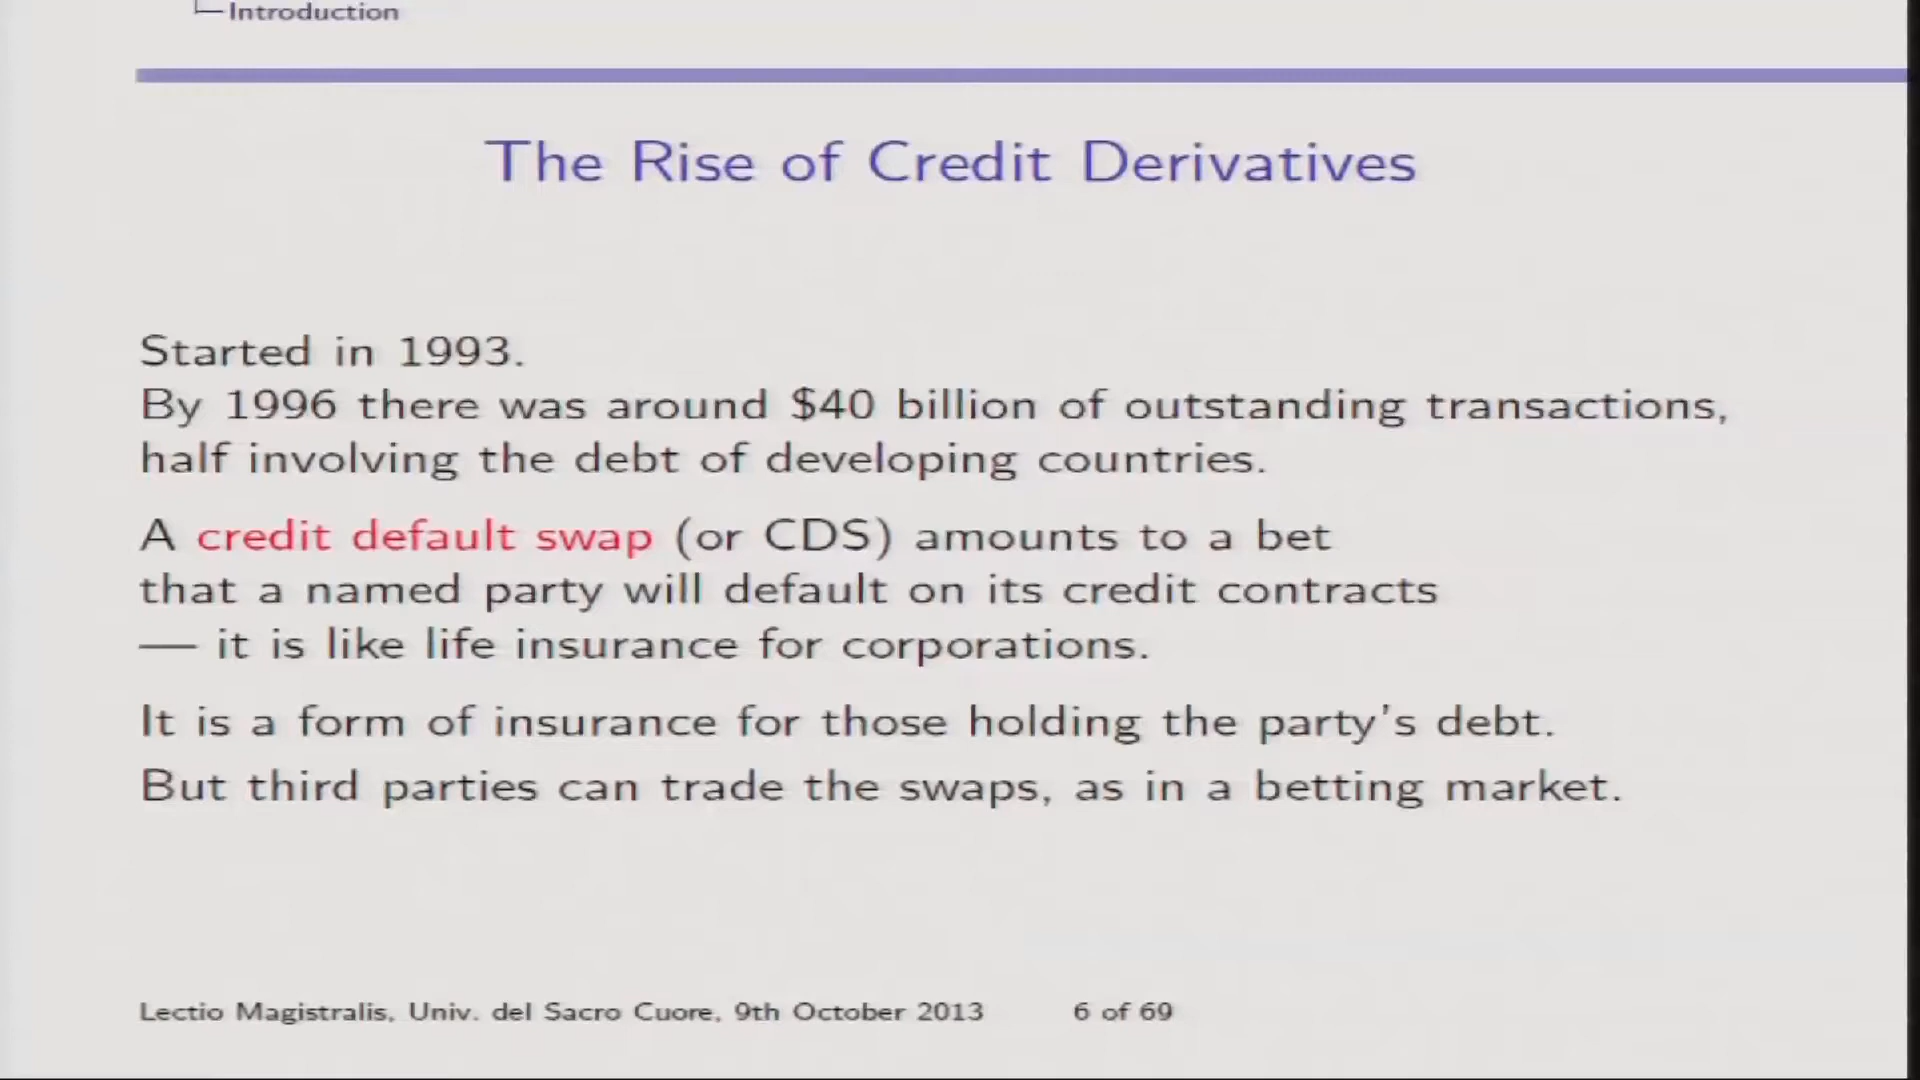 Introduction
The Rise of Credit Derivatives
Started in 1993.
By 1996 there was around $40 billion of outstanding transactions,
half involving the debt of developing countries.
A credit default swap (or CDS) amounts to a bet
that a named party will default on its credit contracts
— it is like life insurance for corporations.
It is a form of insurance for those holding the party's debt.
But third parties can trade the swaps, as in a betting market.
Lectio Magistralis, Univ. del Sacro Cuore, 9th October 2013 6 of 69